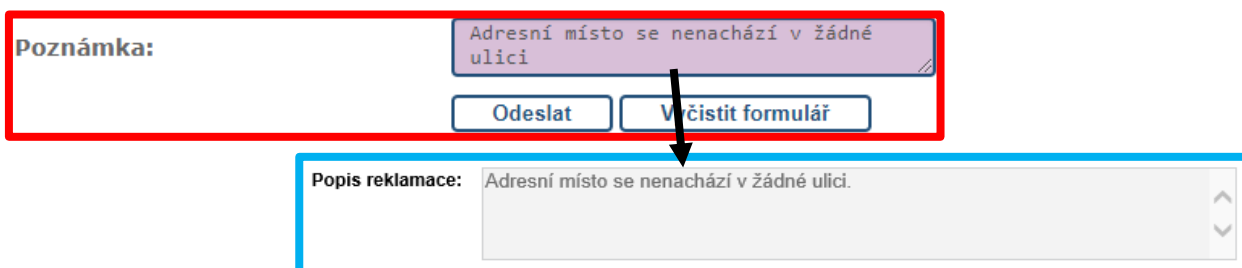 Poznámka:
Adresní místo se nenachází v žádné
ulici
Odeslat
Vyčistit formulář
Popis reklamace:
Adresní místo se nenachází v žádné ulici.